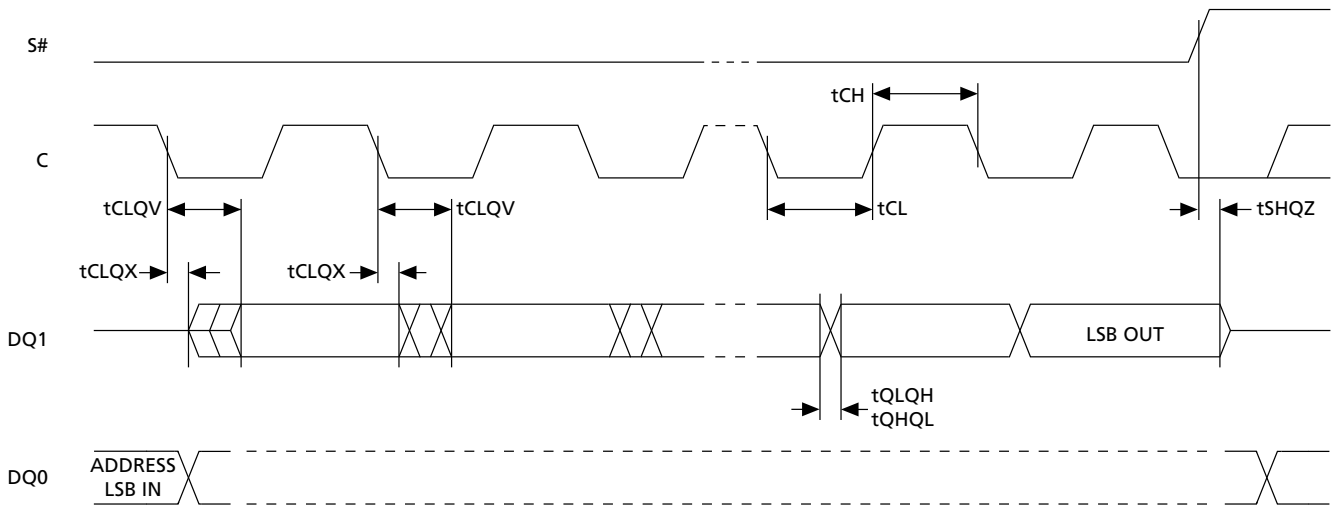 S#
tCH
C
tCLQV
tCLQV
tCL
tSHQZ
tCLQX
tCLQX
DQ1
LSB OUT
tQLQH
tQHQL
DQ0
ADDRESS
LSB IN